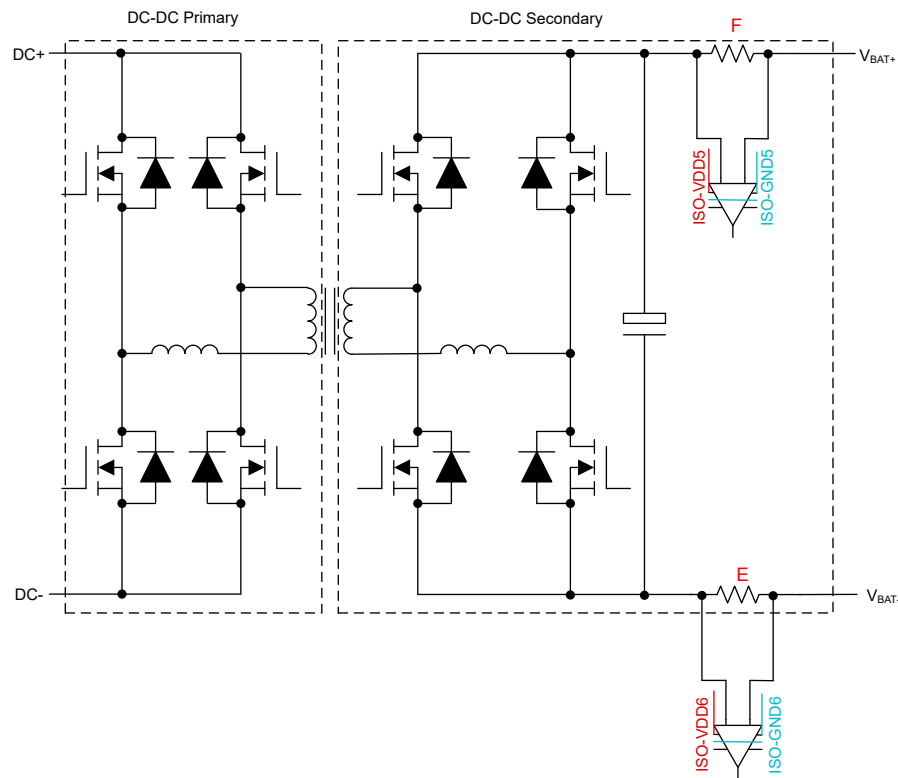 DC-DC Primary
DC-DC Secondary
DC+
F
VBAT+
ISO-VDD5
ISO-GND5
DC-
E
VBAT-
ISO-VDD6
ISO-GND6